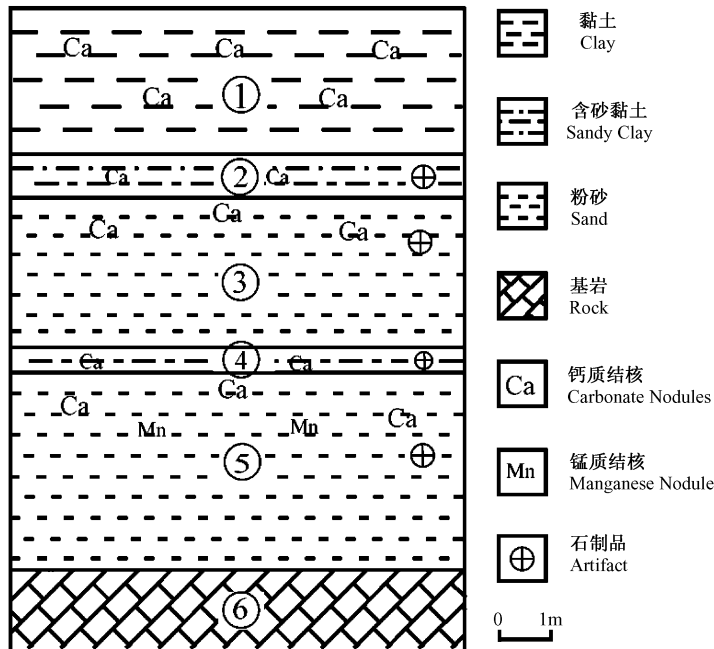 Ca Ca Ca
Ca ① Ca
Ca ② Ca
Ca
Ca Ca
③
Ca ④ Ca
Ca
Ca Ca
Mn Mn
⑤
⑥
黏土
Clay
含砂黏土
Sandy Clay
粉砂
Sand
基岩
Rock
Ca 钙质结核
Carbonate Nodules
Mn 锰质结核
Manganese Nodule
石制品
Artifact
0 1m